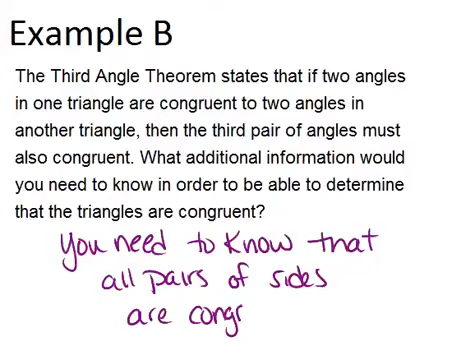 Example B
The Third Angle Theorem states that if two angles
in one triangle are congruent to two angles in
another triangle, then the third pair of angles must
also congruent. What additional information would
you need to know in order to be able to determine
that the triangles are congruent?
you need to know that
all pairs of sides
are congr